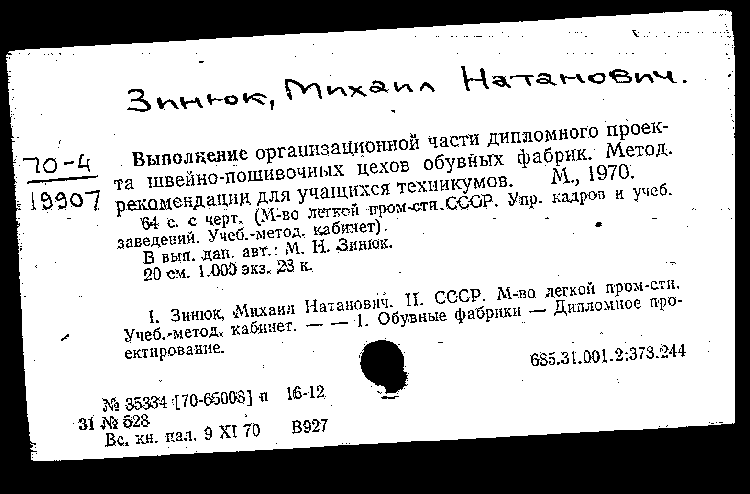 Зинюк, Михаил Натанович.
70-4
19907
Выполнение организационной части дипломного проек-
та швейно-пошивочных цехов обувных фабрик. Метод.
рекомендации для учащихся техникумов. М., 1970.
64 с. с черт. (М-во легкой пром-сти СССР. Упр. кадров и учеб.
заведений. Учеб.-метод. кабинет).
В вып. дан. авт.: М. Н. Зинюк.
20 см. 1.000 экз. 23 к.
I. Зинюк, Михаил Натанович. II. СССР. М-во легкой пром-сти.
Учеб.-метод. кабинет. — — 1. Обувные фабрики — Дипломное про-
ектирование.
685.31.001.2:373.244
№ 35334 [70-65008] п 16-12
31 № 528
Вс. кн. пал. 9 XI 70 В927